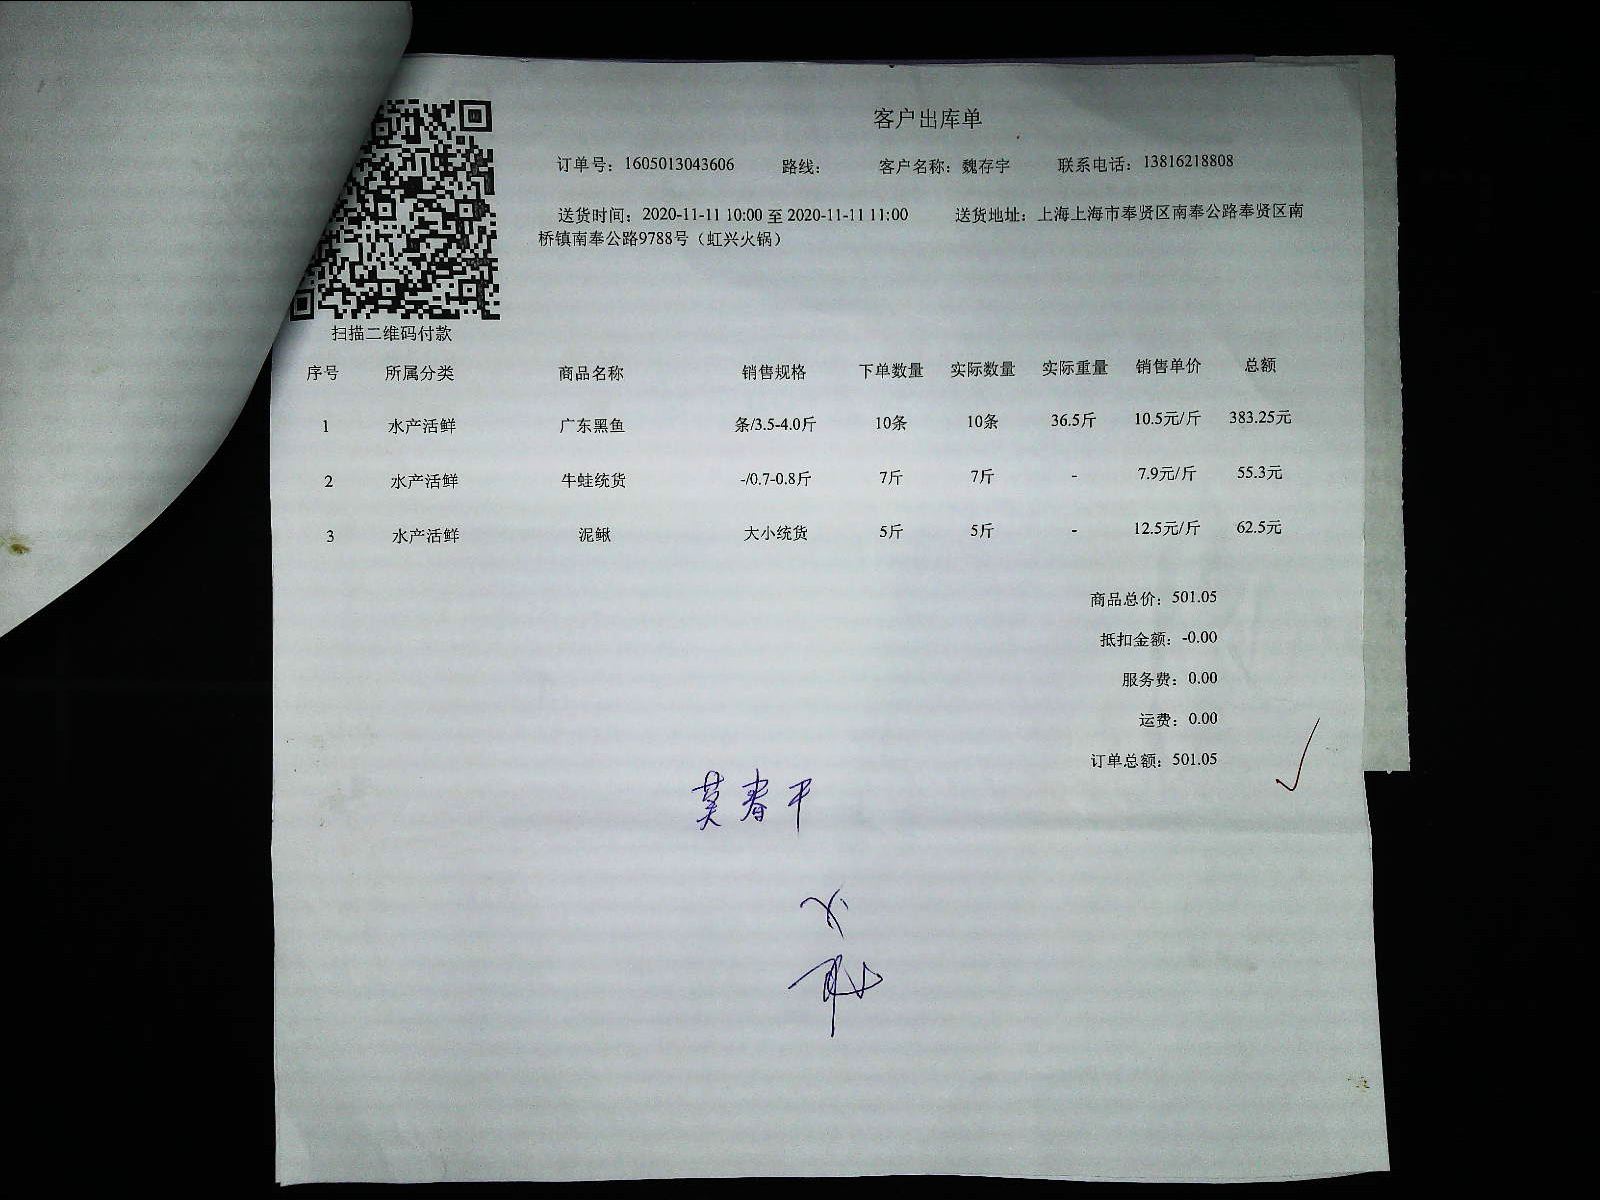 客户出库单
订单号：1605013043606 路线： 客户名称：魏存宇 联系电话：13816218808
送货时间：2020-11-11 10:00 至 2020-11-11 11:00 送货地址：上海上海市奉贤区南奉公路奉贤区南
桥镇南奉公路9788号（虹兴火锅）
扫描二维码付款
序号 所属分类 商品名称 销售规格 下单数量 实际数量 实际重量 销售单价 总额
1 水产活鲜 广东黑鱼 条/3.5-4.0斤 10条 10条 36.5斤 10.5元/斤 383.25元
2 水产活鲜 牛蛙统货 -/0.7-0.8斤 7斤 7斤 - 7.9元/斤 55.3元
3 水产活鲜 泥鳅 大小统货 5斤 5斤 - 12.5元/斤 62.5元
商品总价：501.05
抵扣金额：-0.00
服务费：0.00
运费：0.00
订单总额：501.05
莫春平